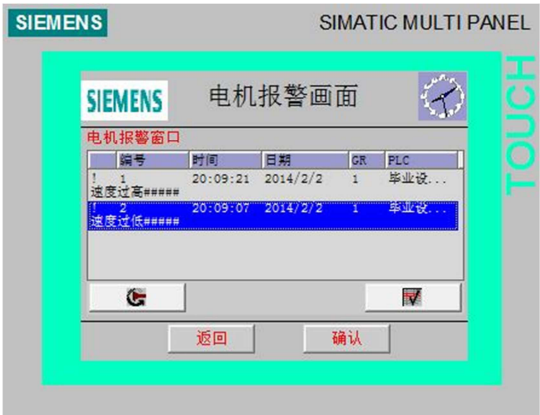 SIEMENS
SIMATIC MULTI PANEL
TOUCH
SIEMENS
电机报警画面
电机报警窗口
编号 时间 日期 GR PLC
! 1 20:09:21 2014/2/2 1 毕业设...
速度过高#####
! 2 20:09:07 2014/2/2 1 毕业设...
速度过低#####
返回 确认